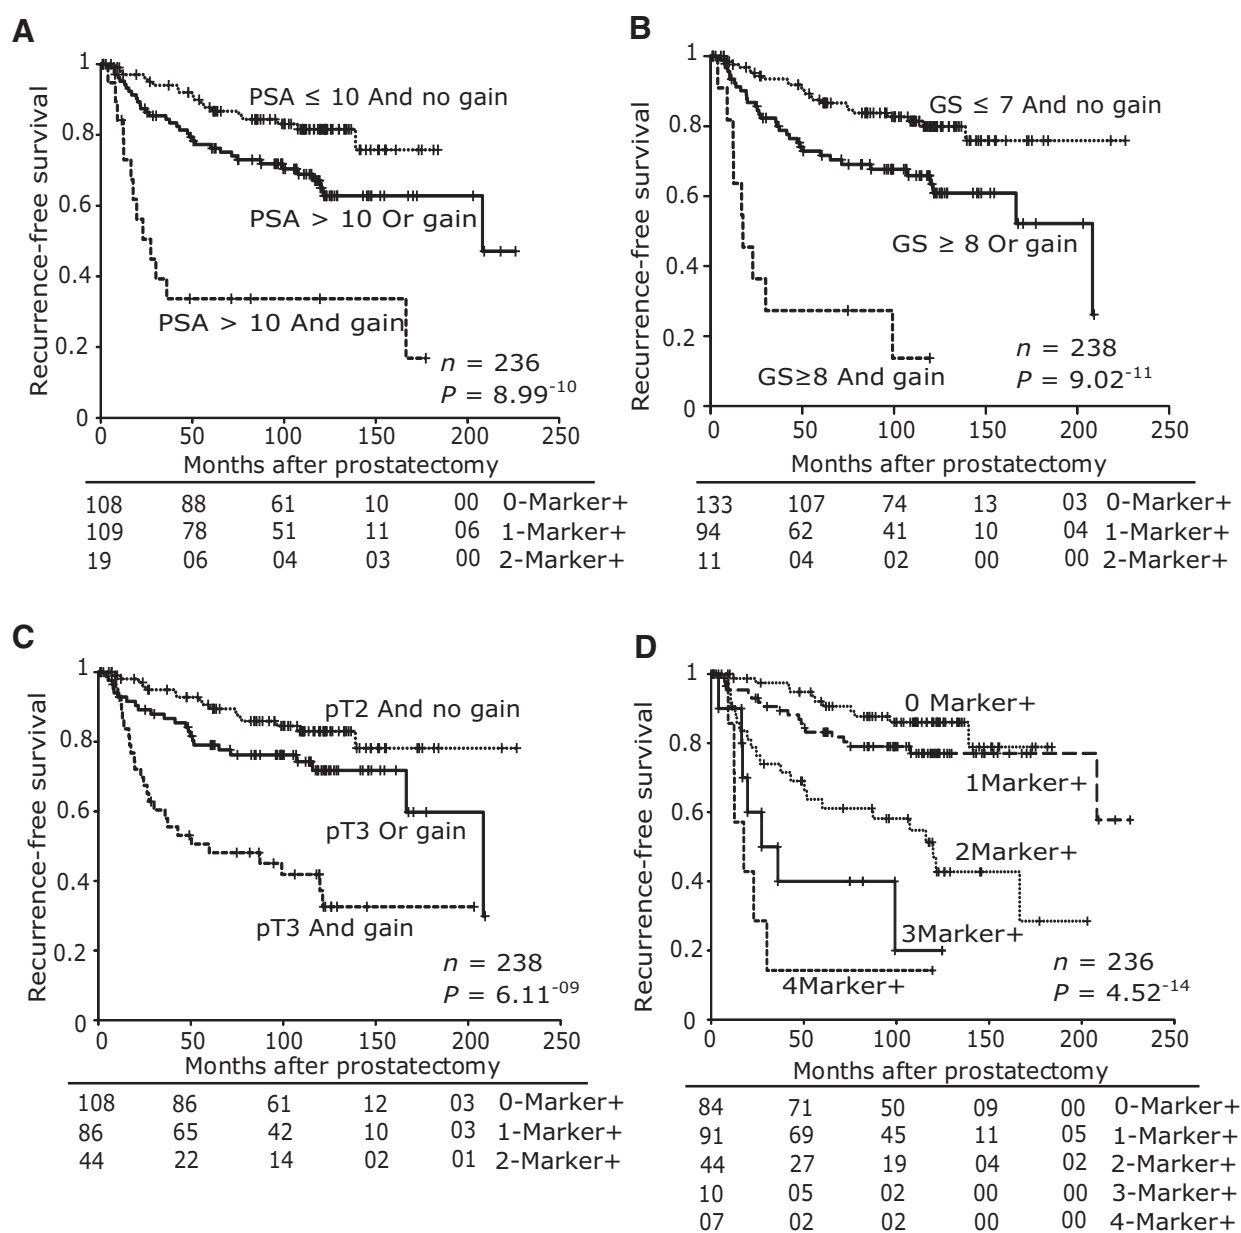 A
Recurrence-free survival
1
0.8
0.6
0.4
0.2
0
PSA ≤ 10 And no gain
PSA > 10 Or gain
PSA > 10 And gain
n = 236
P = 8.99-10
0 50 100 150 200 250
Months after prostatectomy
108 88 61 10 00 0-Marker+
109 78 51 11 06 1-Marker+
19 06 04 03 00 2-Marker+
B
Recurrence-free survival
1
0.8
0.6
0.4
0.2
0
GS ≤ 7 And no gain
GS ≥ 8 Or gain
GS≥8 And gain
n = 238
P = 9.02-11
0 50 100 150 200 250
Months after prostatectomy
133 107 74 13 03 0-Marker+
94 62 41 10 04 1-Marker+
11 04 02 00 00 2-Marker+
C
Recurrence-free survival
1
0.8
0.6
0.4
0.2
0
pT2 And no gain
pT3 Or gain
pT3 And gain
n = 238
P = 6.11-09
0 50 100 150 200 250
Months after prostatectomy
108 86 61 12 03 0-Marker+
86 65 42 10 03 1-Marker+
44 22 14 02 01 2-Marker+
D
Recurrence-free survival
1
0.8
0.6
0.4
0.2
0
0 Marker+
1Marker+
2Marker+
3Marker+
4Marker+
n = 236
P = 4.52-14
0 50 100 150 200 250
Months after prostatectomy
84 71 50 09 00 0-Marker+
91 69 45 11 05 1-Marker+
44 27 19 04 02 2-Marker+
10 05 02 00 00 3-Marker+
07 02 02 00 00 4-Marker+